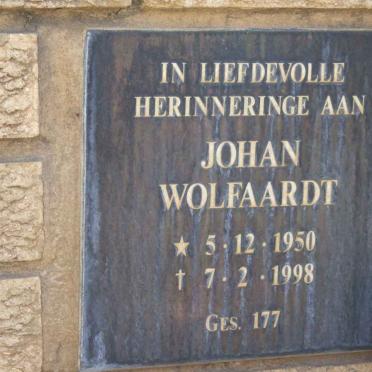 IN LIEFDEVOLLE
HERINNERINGE AAN
JOHAN
WOLFAARDT
★ 5·12·1950
† 7·2·1998
GES. 177